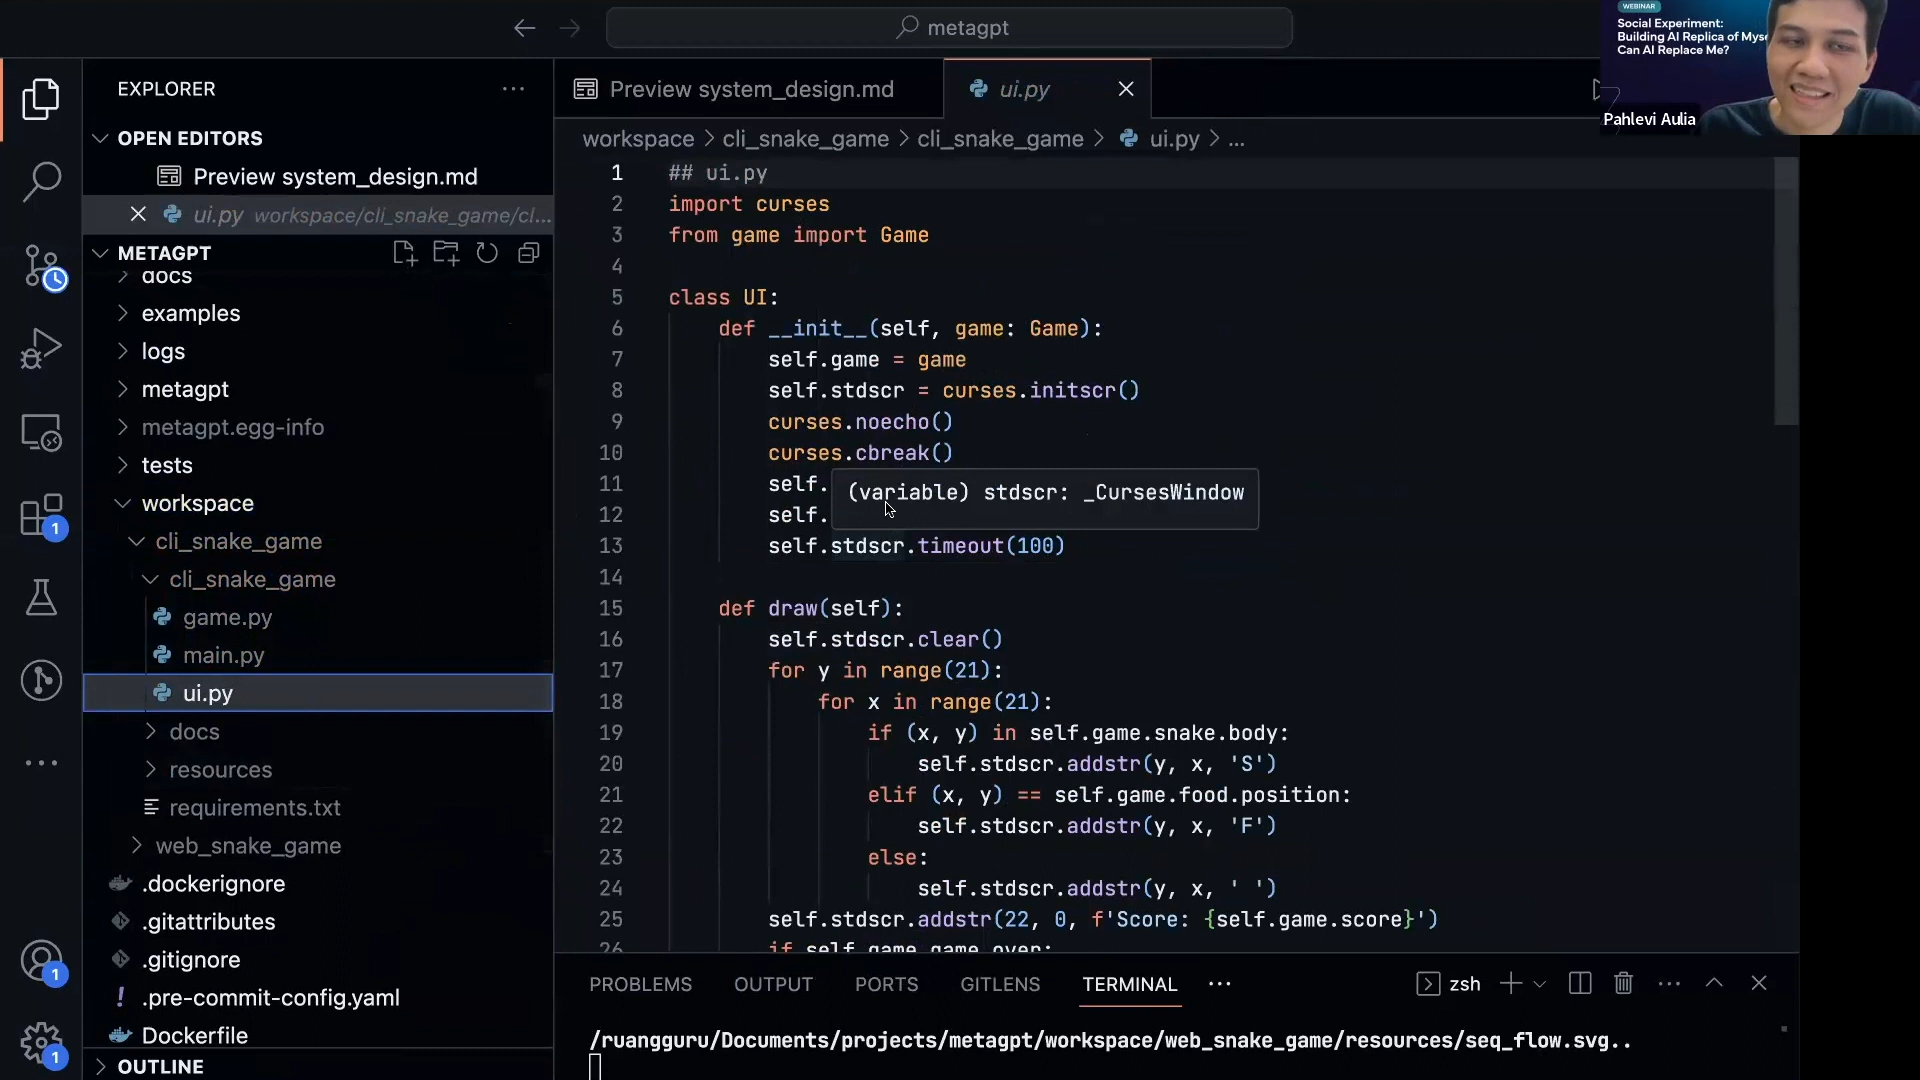 metagpt
WEBINAR
Social Experiment:
Building AI Replica of Myse
Can AI Replace Me?
Pahlevi Aulia
EXPLORER
OPEN EDITORS
Preview system_design.md
ui.py workspace/cli_snake_game/cl...
METAGPT
docs
examples
logs
metagpt
metagpt.egg-info
tests
workspace
cli_snake_game
cli_snake_game
game.py
main.py
ui.py
docs
resources
requirements.txt
web_snake_game
.dockerignore
.gitattributes
.gitignore
.pre-commit-config.yaml
Dockerfile
OUTLINE
1
1
1
Preview system_design.md
ui.py
workspace > cli_snake_game > cli_snake_game > ui.py > ...
1 ## ui.py
2 import curses
3 from game import Game
4
5 class UI:
6 def __init__(self, game: Game):
7 self.game = game
8 self.stdscr = curses.initscr()
9 curses.noecho()
10 curses.cbreak()
11 self.
(variable) stdscr: _CursesWindow
12 self.
13 self.stdscr.timeout(100)
14
15 def draw(self):
16 self.stdscr.clear()
17 for y in range(21):
18 for x in range(21):
19 if (x, y) in self.game.snake.body:
20 self.stdscr.addstr(y, x, 'S')
21 elif (x, y) == self.game.food.position:
22 self.stdscr.addstr(y, x, 'F')
23 else:
24 self.stdscr.addstr(y, x, ' ')
25 self.stdscr.addstr(22, 0, f'Score: {self.game.score}')
26 if self.game.game_over:
PROBLEMS OUTPUT PORTS GITLENS TERMINAL ... zsh
/ruangguru/Documents/projects/metagpt/workspace/web_snake_game/resources/seq_flow.svg..